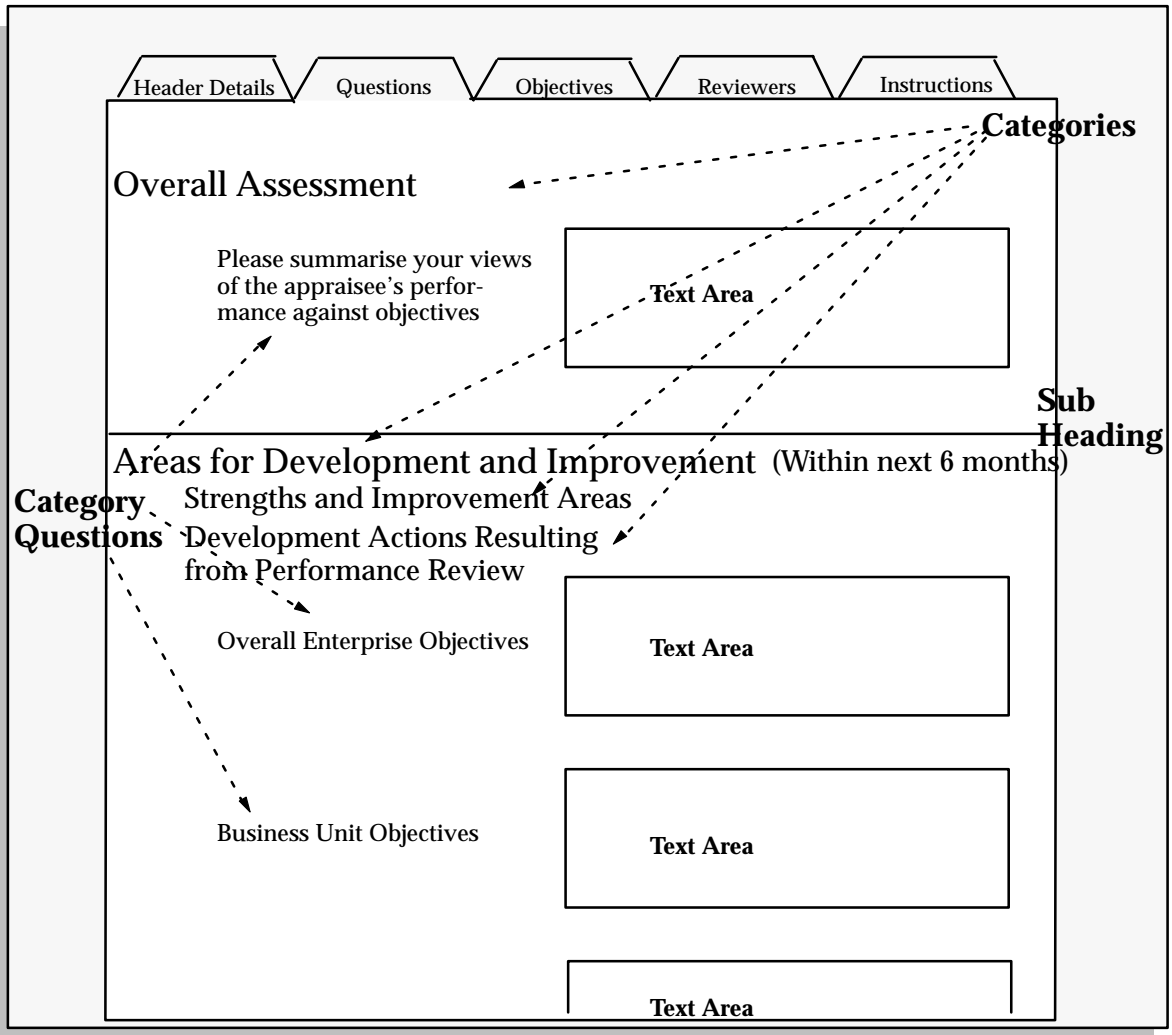 Header Details
Questions
Objectives
Reviewers
Instructions
Categories
Overall Assessment
Please summarise your views
of the appraisee's perfor-
mance against objectives
Text Area
Sub
Heading
Areas for Development and Improvement (Within next 6 months)
Category
Questions
Strengths and Improvement Areas
Development Actions Resulting
from Performance Review
Overall Enterprise Objectives
Text Area
Business Unit Objectives
Text Area
Text Area